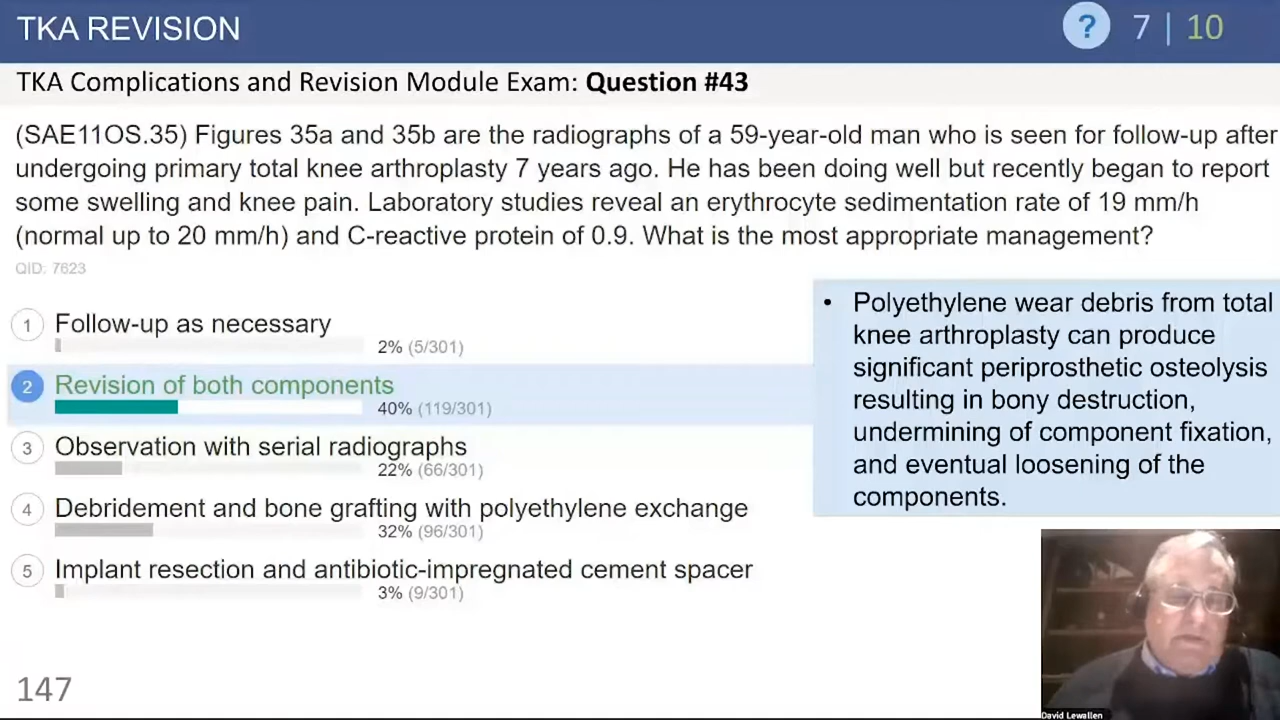 TKA REVISION
? 7 | 10
TKA Complications and Revision Module Exam: Question #43
(SAE11OS.35) Figures 35a and 35b are the radiographs of a 59-year-old man who is seen for follow-up after
undergoing primary total knee arthroplasty 7 years ago. He has been doing well but recently began to report
some swelling and knee pain. Laboratory studies reveal an erythrocyte sedimentation rate of 19 mm/h
(normal up to 20 mm/h) and C-reactive protein of 0.9. What is the most appropriate management?
QID: 7623
1 Follow-up as necessary
2% (5/301)
2 Revision of both components
40% (119/301)
3 Observation with serial radiographs
22% (66/301)
4 Debridement and bone grafting with polyethylene exchange
32% (96/301)
5 Implant resection and antibiotic-impregnated cement spacer
3% (9/301)
• Polyethylene wear debris from total
knee arthroplasty can produce
significant periprosthetic osteolysis
resulting in bony destruction,
undermining of component fixation,
and eventual loosening of the
components.
147
David Lewallen